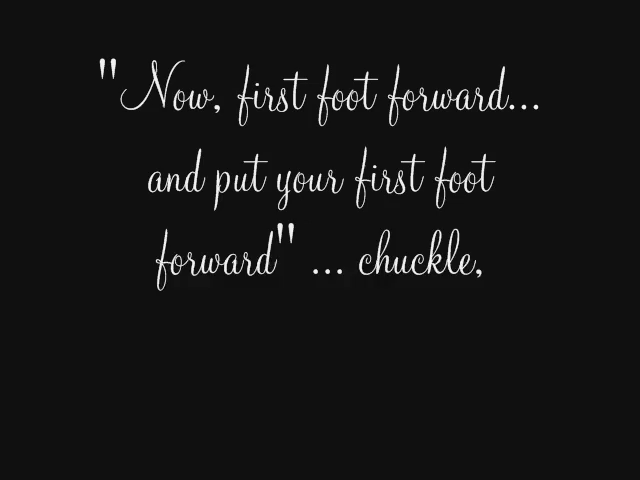 "Now, first foot forward...
and put your first foot
forward" ... chuckle,